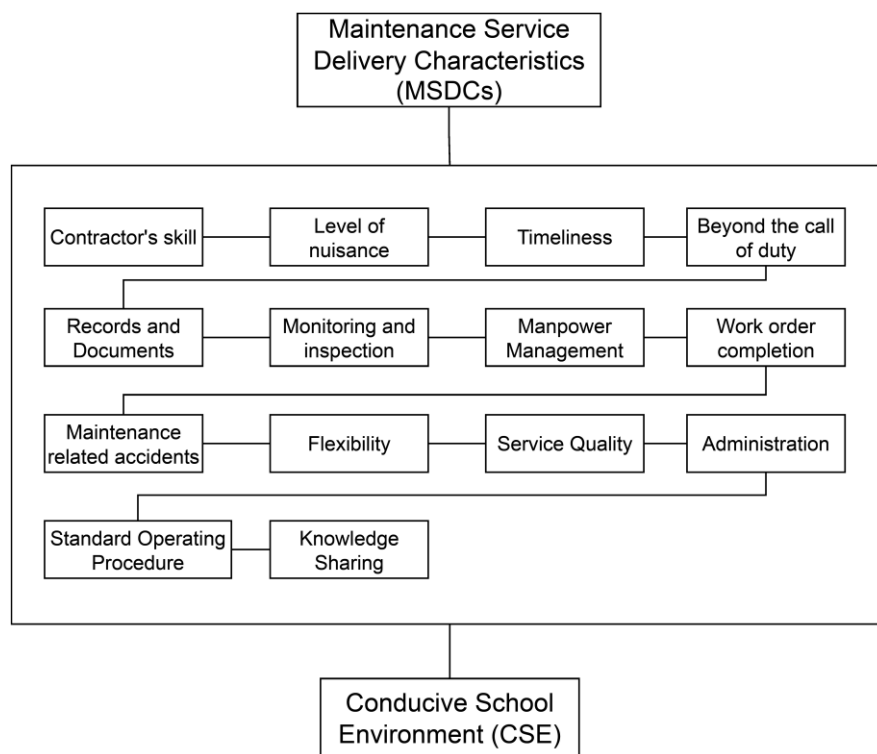 Maintenance Service
Delivery Characteristics
(MSDCs)
Contractor's skill
Level of
nuisance
Timeliness
Beyond the call
of duty
Records and
Documents
Monitoring and
inspection
Manpower
Management
Work order
completion
Maintenance
related accidents
Flexibility
Service Quality
Administration
Standard Operating
Procedure
Knowledge
Sharing
Conducive School
Environment (CSE)